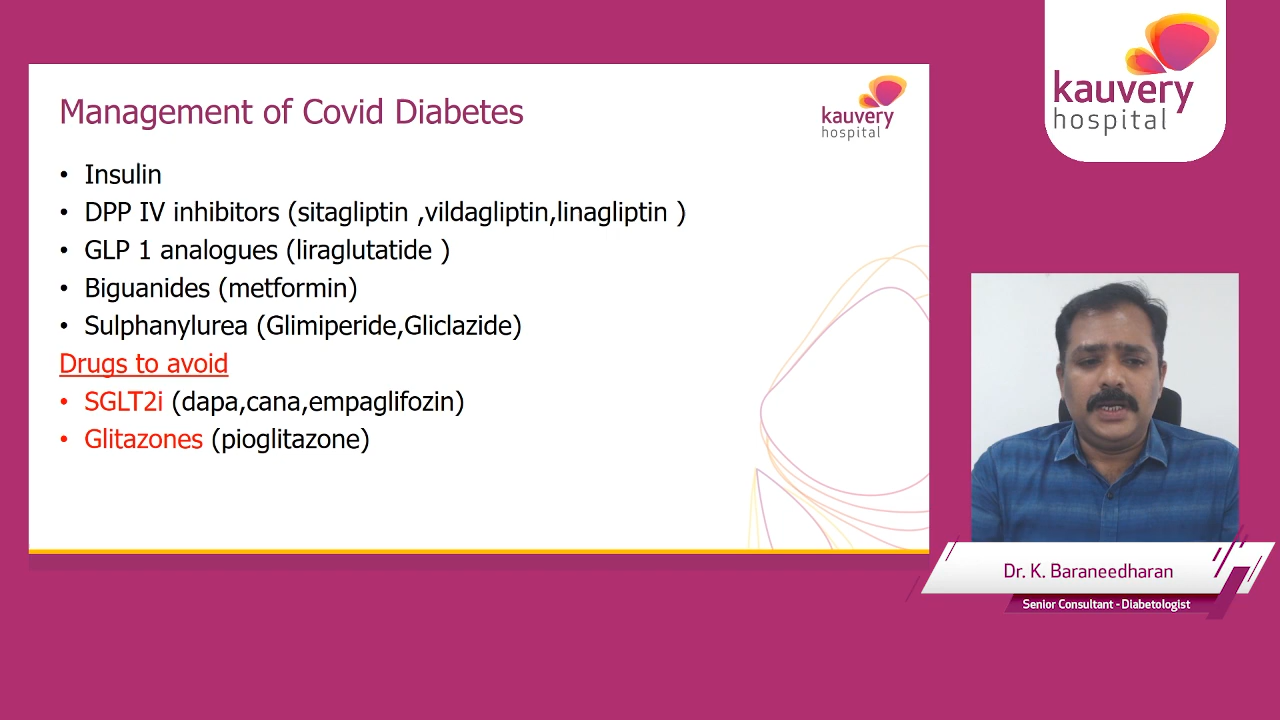 Management of Covid Diabetes
kauvery
hospital
• Insulin
• DPP IV inhibitors (sitagliptin ,vildagliptin,linagliptin )
• GLP 1 analogues (liraglutatide )
• Biguanides (metformin)
• Sulphanylurea (Glimiperide,Gliclazide)
Drugs to avoid
• SGLT2i (dapa,cana,empaglifozin)
• Glitazones (pioglitazone)
kauvery
hospital
Dr. K. Baraneedharan
Senior Consultant - Diabetologist